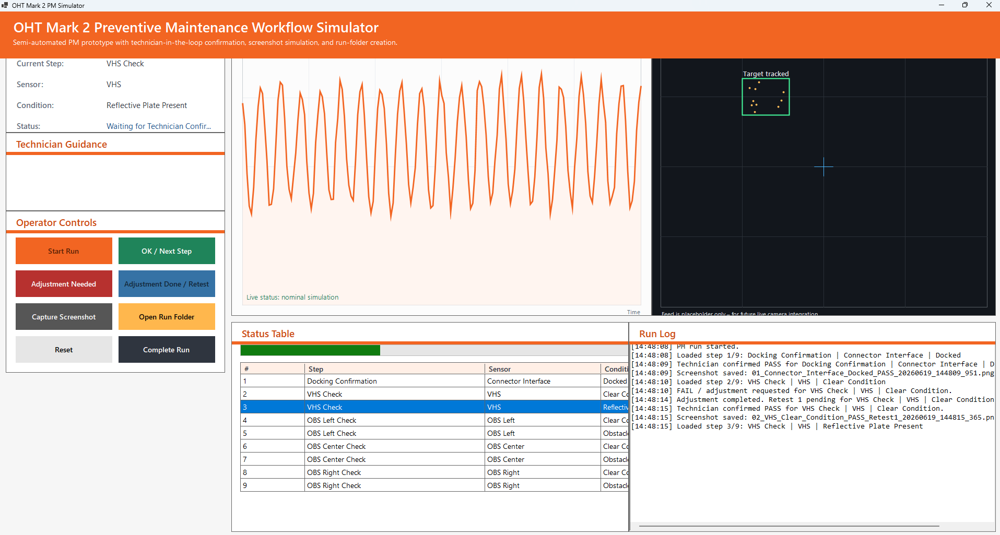 OHT Mark 2 PM Simulator
OHT Mark 2 Preventive Maintenance Workflow Simulator
Semi-automated PM prototype with technician-in-the-loop confirmation, screenshot simulation, and run-folder creation.
Current Step: VHS Check
Sensor: VHS
Condition: Reflective Plate Present
Status: Waiting for Technician Confir...
Technician Guidance
Operator Controls
Start Run
OK / Next Step
Adjustment Needed
Adjustment Done / Retest
Capture Screenshot
Open Run Folder
Reset
Complete Run
Live status: nominal simulation
Time
Target tracked
Feed is placeholder only – for future live camera integration
Status Table
# Step Sensor Conditi
1 Docking Confirmation Connector Interface Docked
2 VHS Check VHS Clear Co
3 VHS Check VHS Reflectiv
4 OBS Left Check OBS Left Clear Co
5 OBS Left Check OBS Left Obstacle
6 OBS Center Check OBS Center Clear Co
7 OBS Center Check OBS Center Obstacle
8 OBS Right Check OBS Right Clear Co
9 OBS Right Check OBS Right Obstacle
Run Log
[14:48:08] PM run started.
[14:48:08] Loaded step 1/9: Docking Confirmation | Connector Interface | Docked
[14:48:09] Technician confirmed PASS for Docking Confirmation | Connector Interface | D
[14:48:09] Screenshot saved: 01_Connector_Interface_Docked_PASS_20260619_144809_951.png
[14:48:10] Loaded step 2/9: VHS Check | VHS | Clear Condition
[14:48:10] FAIL / adjustment requested for VHS Check | VHS | Clear Condition.
[14:48:14] Adjustment completed. Retest 1 pending for VHS Check | VHS | Clear Condition
[14:48:15] Technician confirmed PASS for VHS Check | VHS | Clear Condition.
[14:48:15] Screenshot saved: 02_VHS_Clear_Condition_PASS_Retest1_20260619_144815_365.pn
[14:48:15] Loaded step 3/9: VHS Check | VHS | Reflective Plate Present